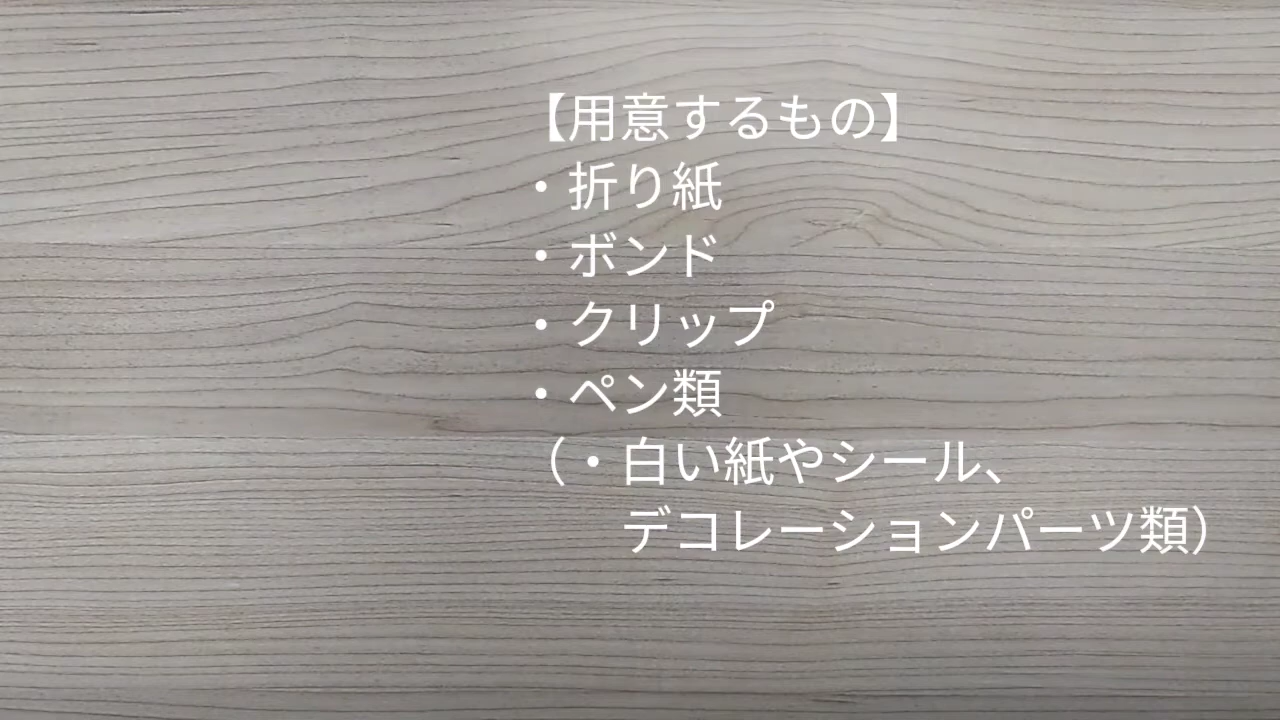 【用意するもの】
・折り紙
・ボンド
・クリップ
・ペン類
（・白い紙やシール、
デコレーションパーツ類）